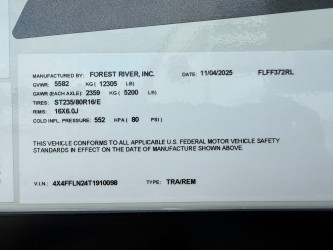 MANUFACTURED BY: FOREST RIVER, INC. DATE: 11/04/2025 FLFF372RL
GVWR: 5582 KG ( 12305 LB)
GAWR (EACH AXLE): 2359 KG ( 5200 LB)
TIRES: ST235/80R16/E
RIMS: 16X6.0J
COLD INFL. PRESSURE: 552 HPA ( 80 PSI )
THIS VEHICLE CONFORMS TO ALL APPLICABLE U.S. FEDERAL MOTOR VEHICLE SAFETY
STANDARDS IN EFFECT ON THE DATE OF MANUFACTURE SHOWN ABOVE.
V.I.N.: 4X4FFLN24T1910098 TYPE: TRA/REM